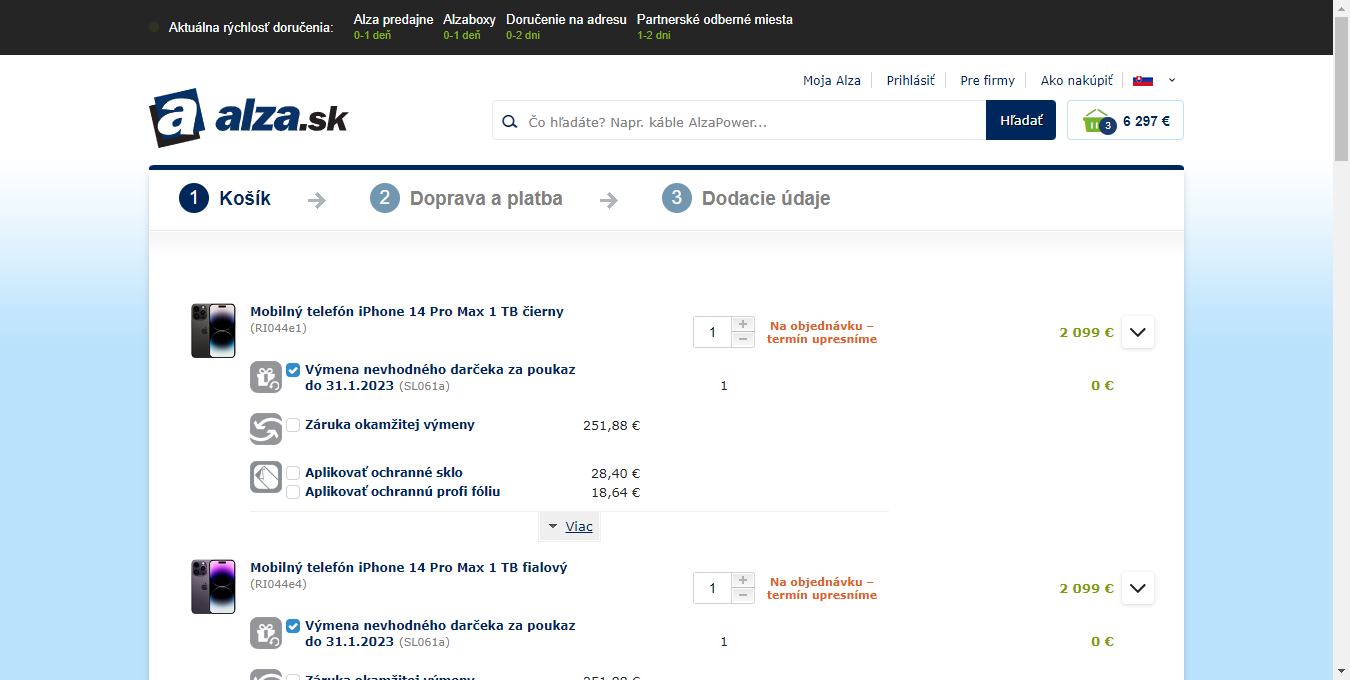 Aktuálna rýchlosť doručenia:
Alza predajne
0-1 deň
Alzaboxy
0-1 deň
Doručenie na adresu
0-2 dni
Partnerské odberné miesta
1-2 dni
Moja Alza
Prihlásiť
Pre firmy
Ako nakúpiť
a alza.sk
Čo hľadáte? Napr. káble AlzaPower...
Hľadať
3
6 297 €
1 Košík
2 Doprava a platba
3 Dodacie údaje
Mobilný telefón iPhone 14 Pro Max 1 TB čierny
(RI044e1)
1
+
−
Na objednávku –
termín upresníme
2 099 €
Výmena nevhodného darčeka za poukaz
do 31.1.2023 (SL061a)
1
0 €
Záruka okamžitej výmeny
251,88 €
Aplikovať ochranné sklo
28,40 €
Aplikovať ochrannú profi fóliu
18,64 €
Viac
Mobilný telefón iPhone 14 Pro Max 1 TB fialový
(RI044e4)
1
+
−
Na objednávku –
termín upresníme
2 099 €
Výmena nevhodného darčeka za poukaz
do 31.1.2023 (SL061a)
1
0 €
Záruka okamžitej výmeny
251,88 €